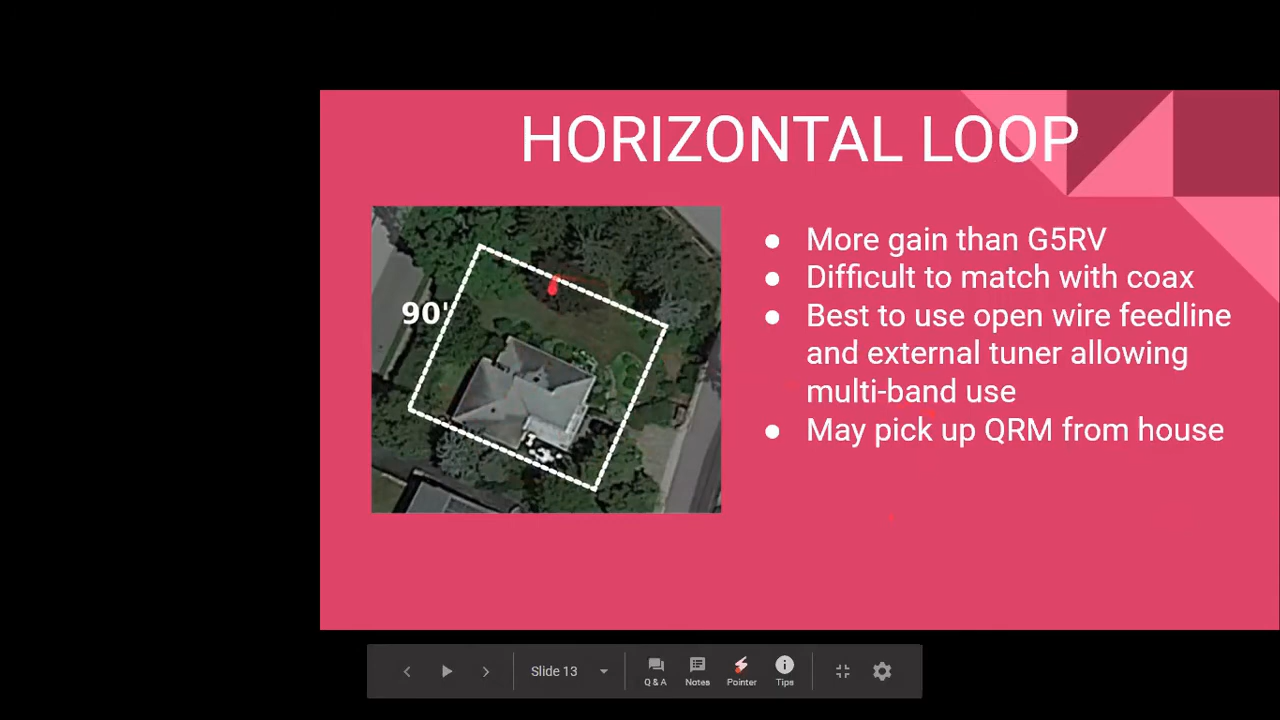 HORIZONTAL LOOP
90'
● More gain than G5RV
● Difficult to match with coax
● Best to use open wire feedline
and external tuner allowing
multi-band use
● May pick up QRM from house
Slide 13
Q & A
Notes
Pointer
Tips